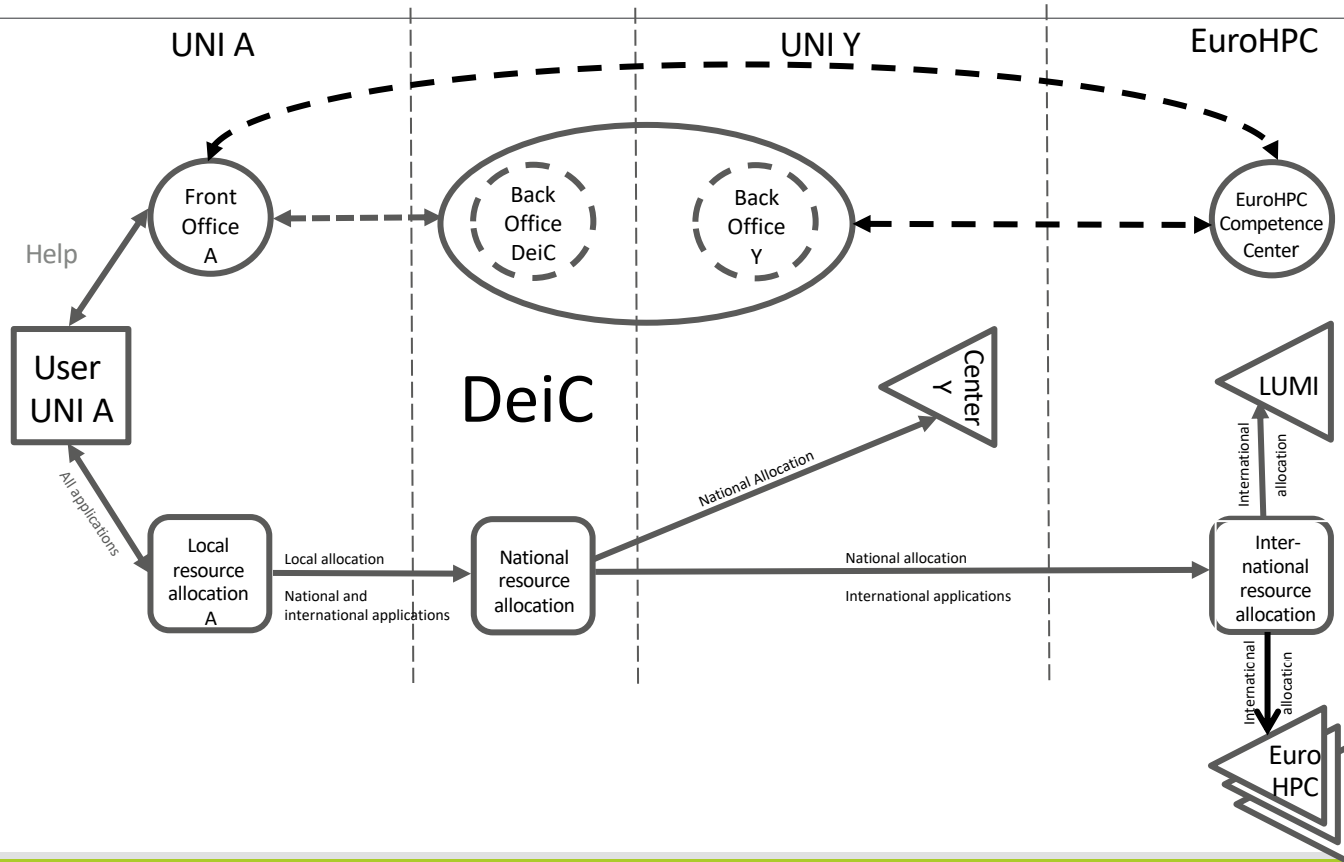 UNI A
UNI Y
EuroHPC
Front
Office
A
Back
Office
DeiC
Back
Office
Y
EuroHPC
Competence
Center
Help
User
UNI A
DeiC
Center
Y
LUMI
All applications
National Allocation
International
allocation
Local
resource
allocation
A
Local allocation
National and
international applications
National
resource
allocation
National allocation
International applications
Inter-
national
resource
allocation
International
allocation
Euro
HPC